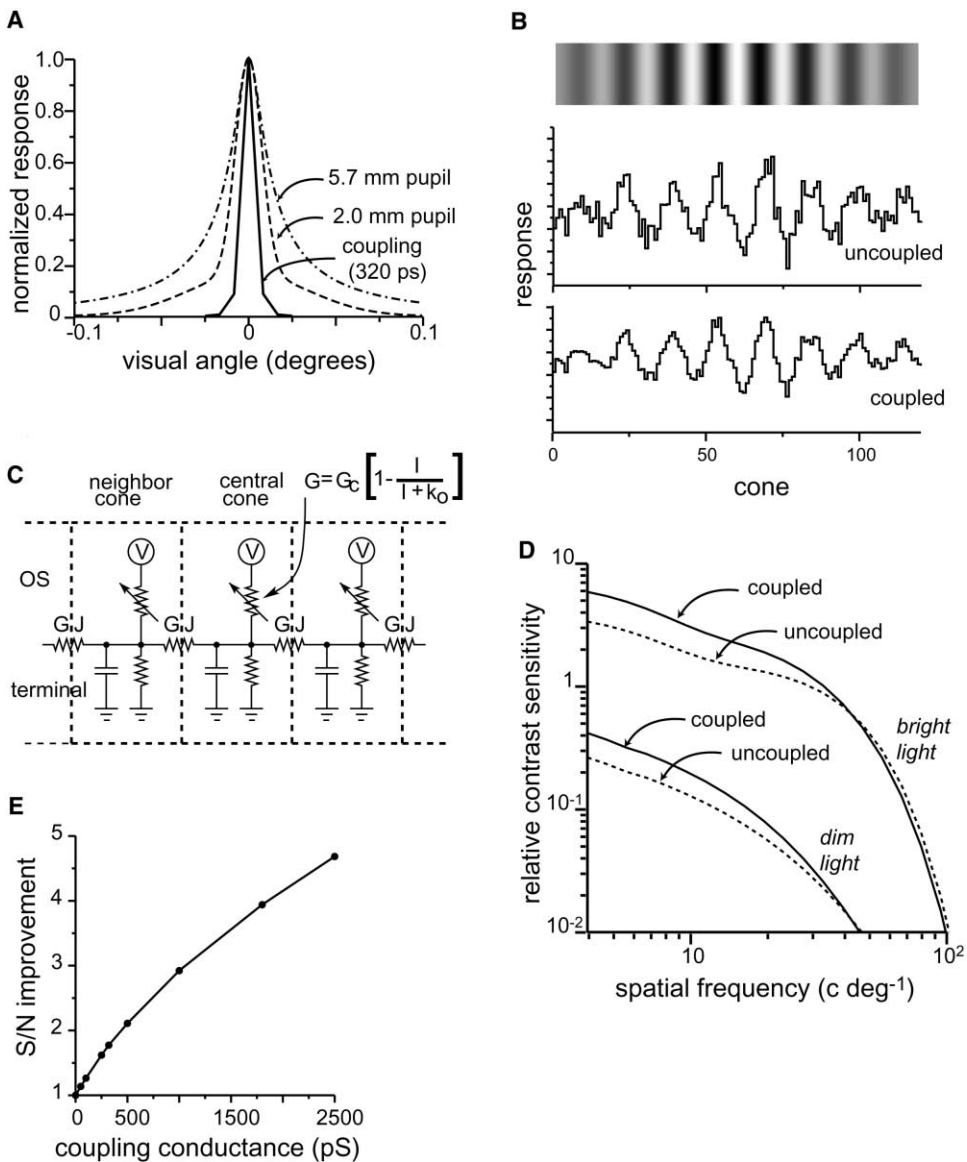 A
normalized response
1.0
0.8
0.6
0.4
0.2
0
-0.1
0
0.1
5.7 mm pupil
2.0 mm pupil
coupling
(320 ps)
visual angle (degrees)
B
response
uncoupled
coupled
0
50
100
cone
C
neighbor
cone
central
cone
G=Gc[1-I/(I+ko)]
OS
V
V
V
GJ
GJ
GJ
GJ
terminal
D
relative contrast sensitivity
10
1
10-1
10-2
coupled
uncoupled
coupled
uncoupled
bright
light
dim
light
10
102
spatial frequency (c deg-1)
E
S/N improvement
5
4
3
2
1
0
500
1500
2500
coupling conductance (pS)